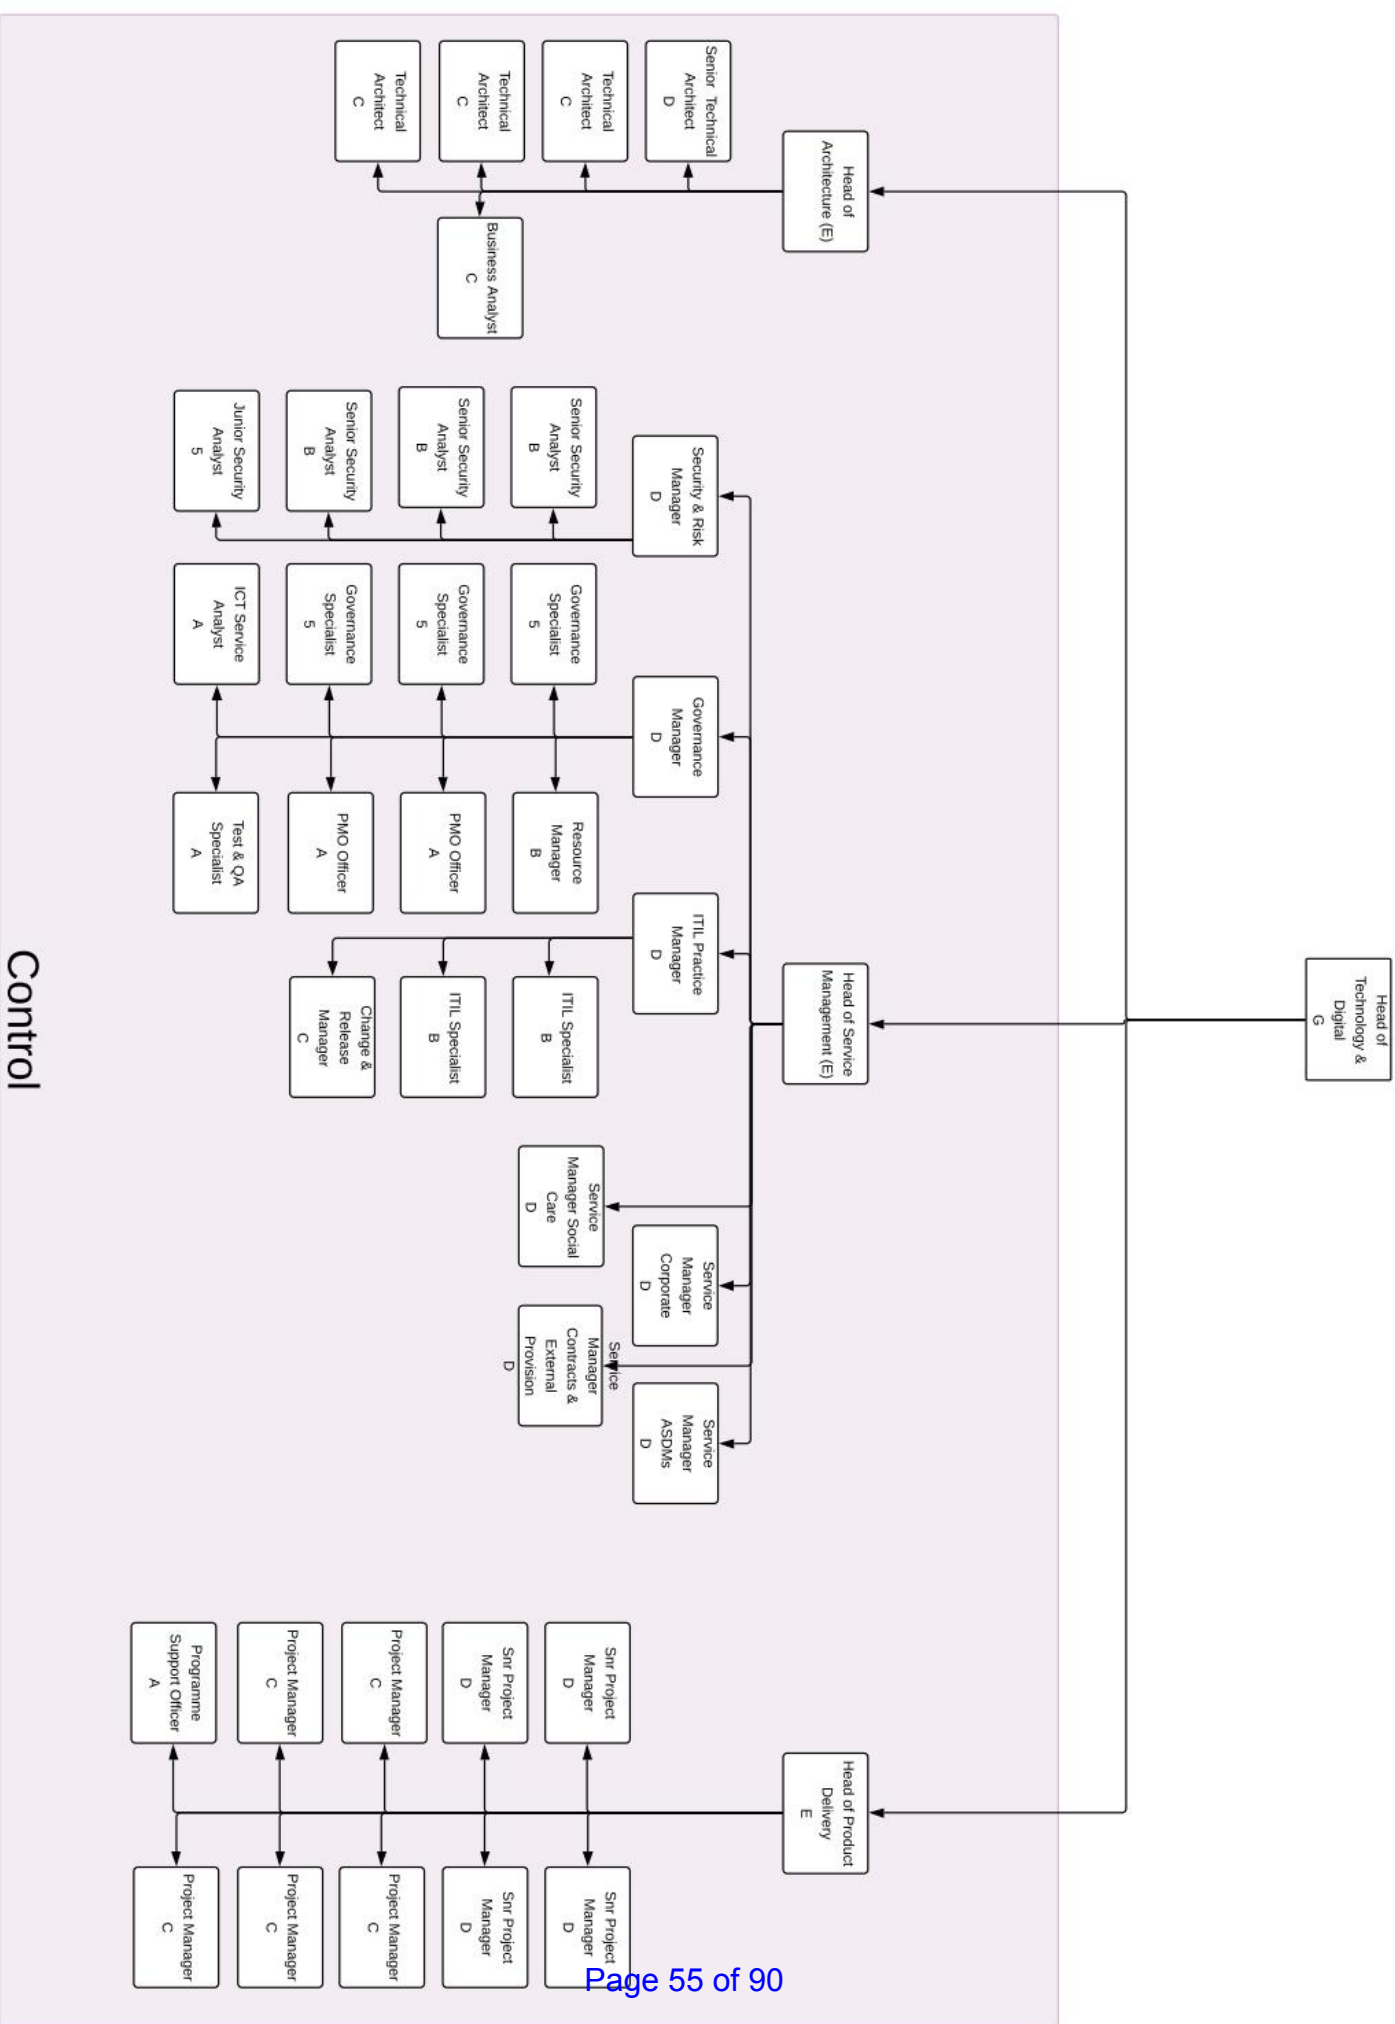 Head of
Technology &
Digital
G
Head of
Architecture (E)
Senior Technical
Architect
D
Technical
Architect
C
Technical
Architect
C
Technical
Architect
C
Business Analyst
C
Head of Service
Management (E)
Security & Risk
Manager
D
Senior Security
Analyst
B
Senior Security
Analyst
B
Senior Security
Analyst
B
Junior Security
Analyst
5
Governance
Manager
D
Governance
Specialist
5
Governance
Specialist
5
Governance
Specialist
5
ICT Service
Analyst
A
Resource
Manager
B
PMO Officer
A
PMO Officer
A
Test & QA
Specialist
A
ITIL Practice
Manager
D
ITIL Specialist
B
ITIL Specialist
B
Change &
Release
Manager
C
Service
Manager Social
Care
D
Service
Manager
Corporate
D
Service
Manager
Contracts &
External
Provision
D
Service
Manager
ASDMs
D
Head of Product
Delivery
E
Snr Project
Manager
D
Snr Project
Manager
D
Project Manager
C
Project Manager
C
Programme
Support Officer
A
Snr Project
Manager
D
Snr Project
Manager
D
Project Manager
C
Project Manager
C
Project Manager
C
Control
Page 55 of 90